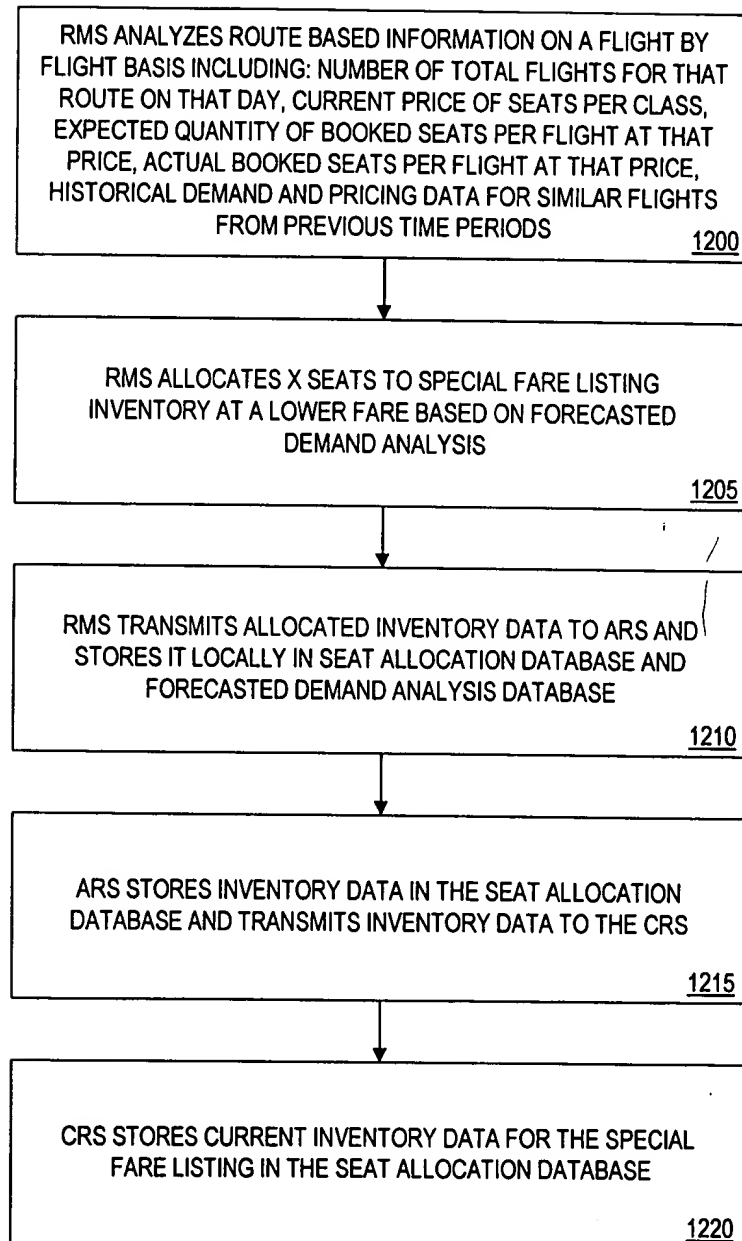 RMS ANALYZES ROUTE BASED INFORMATION ON A FLIGHT BY
FLIGHT BASIS INCLUDING: NUMBER OF TOTAL FLIGHTS FOR THAT
ROUTE ON THAT DAY, CURRENT PRICE OF SEATS PER CLASS,
EXPECTED QUANTITY OF BOOKED SEATS PER FLIGHT AT THAT
PRICE, ACTUAL BOOKED SEATS PER FLIGHT AT THAT PRICE,
HISTORICAL DEMAND AND PRICING DATA FOR SIMILAR FLIGHTS
FROM PREVIOUS TIME PERIODS
1200
RMS ALLOCATES X SEATS TO SPECIAL FARE LISTING
INVENTORY AT A LOWER FARE BASED ON FORECASTED
DEMAND ANALYSIS
1205
RMS TRANSMITS ALLOCATED INVENTORY DATA TO ARS AND
STORES IT LOCALLY IN SEAT ALLOCATION DATABASE AND
FORECASTED DEMAND ANALYSIS DATABASE
1210
ARS STORES INVENTORY DATA IN THE SEAT ALLOCATION
DATABASE AND TRANSMITS INVENTORY DATA TO THE CRS
1215
CRS STORES CURRENT INVENTORY DATA FOR THE SPECIAL
FARE LISTING IN THE SEAT ALLOCATION DATABASE
1220